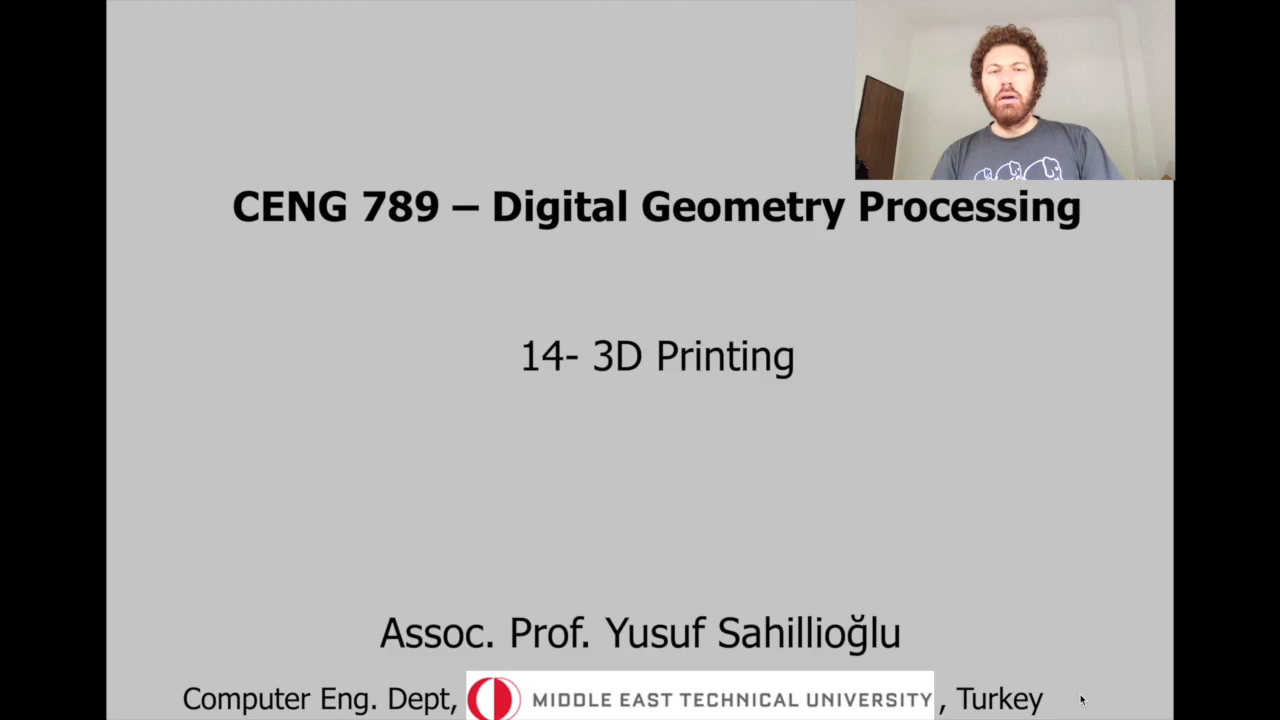 CENG 789 – Digital Geometry Processing
14- 3D Printing
Assoc. Prof. Yusuf Sahillioğlu
Computer Eng. Dept, MIDDLE EAST TECHNICAL UNIVERSITY , Turkey